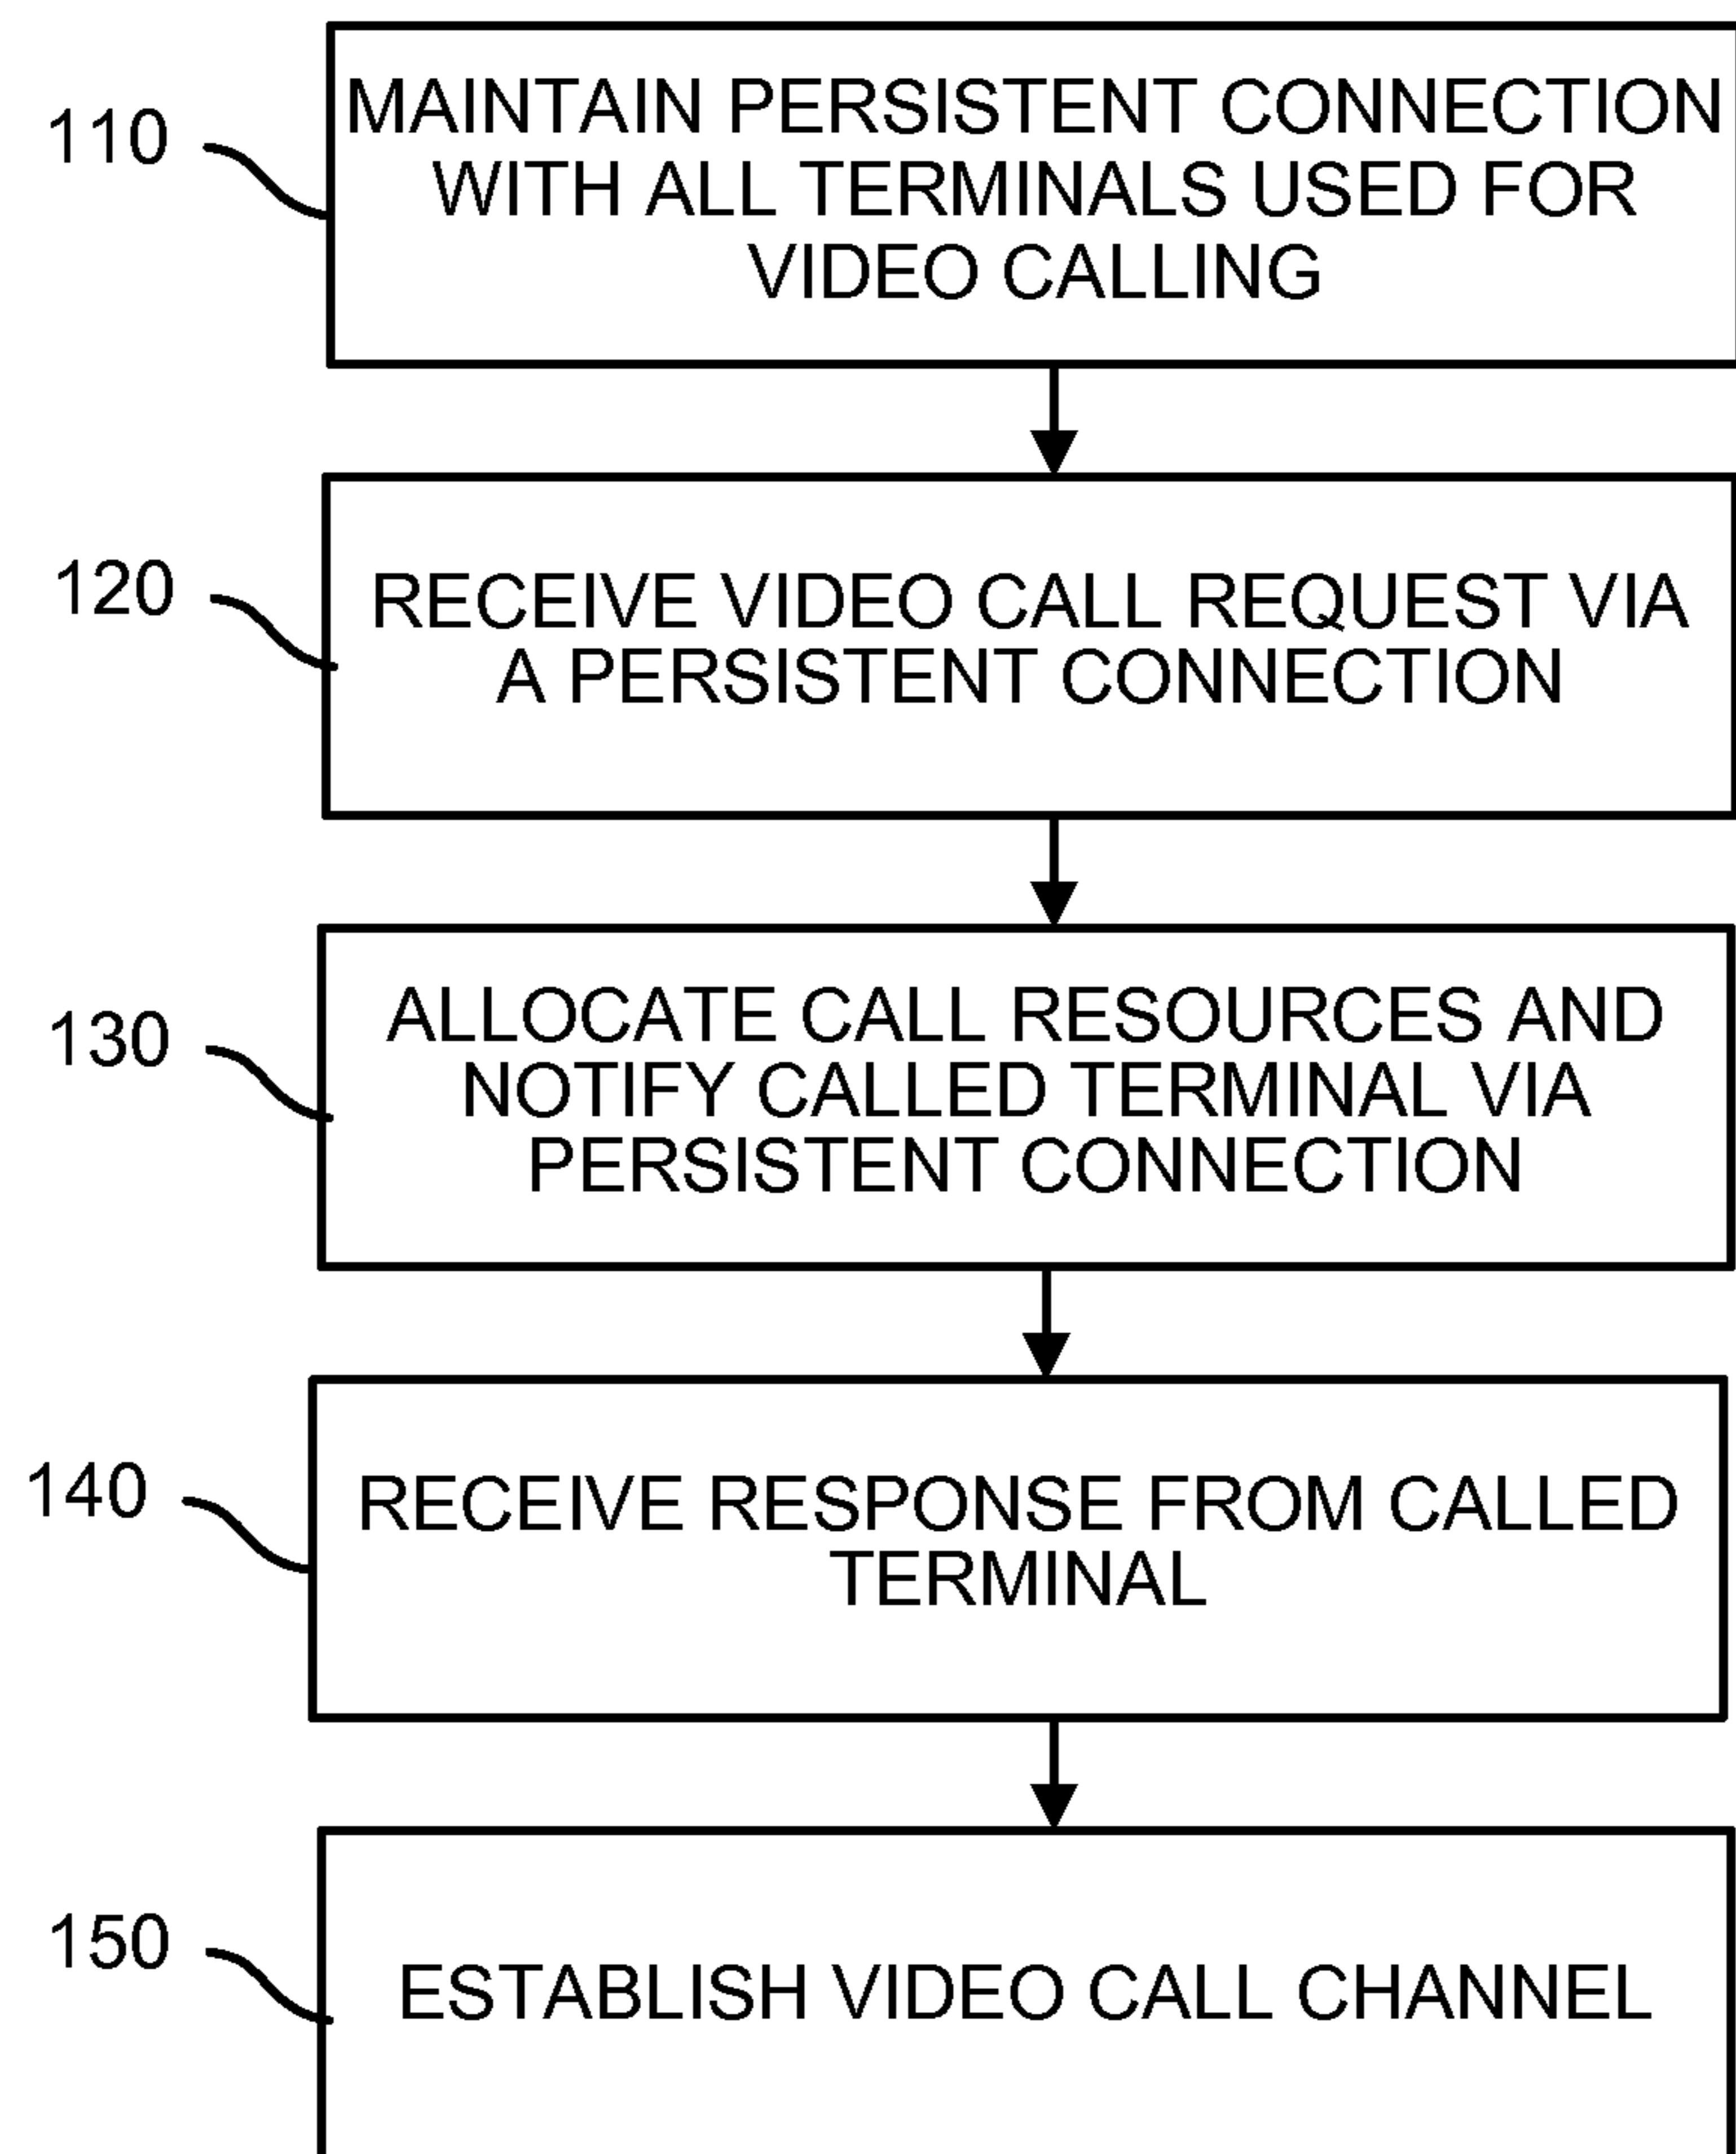 110
MAINTAIN PERSISTENT CONNECTION
WITH ALL TERMINALS USED FOR
VIDEO CALLING
120
RECEIVE VIDEO CALL REQUEST VIA
A PERSISTENT CONNECTION
130
ALLOCATE CALL RESOURCES AND
NOTIFY CALLED TERMINAL VIA
PERSISTENT CONNECTION
140
RECEIVE RESPONSE FROM CALLED
TERMINAL
150
ESTABLISH VIDEO CALL CHANNEL